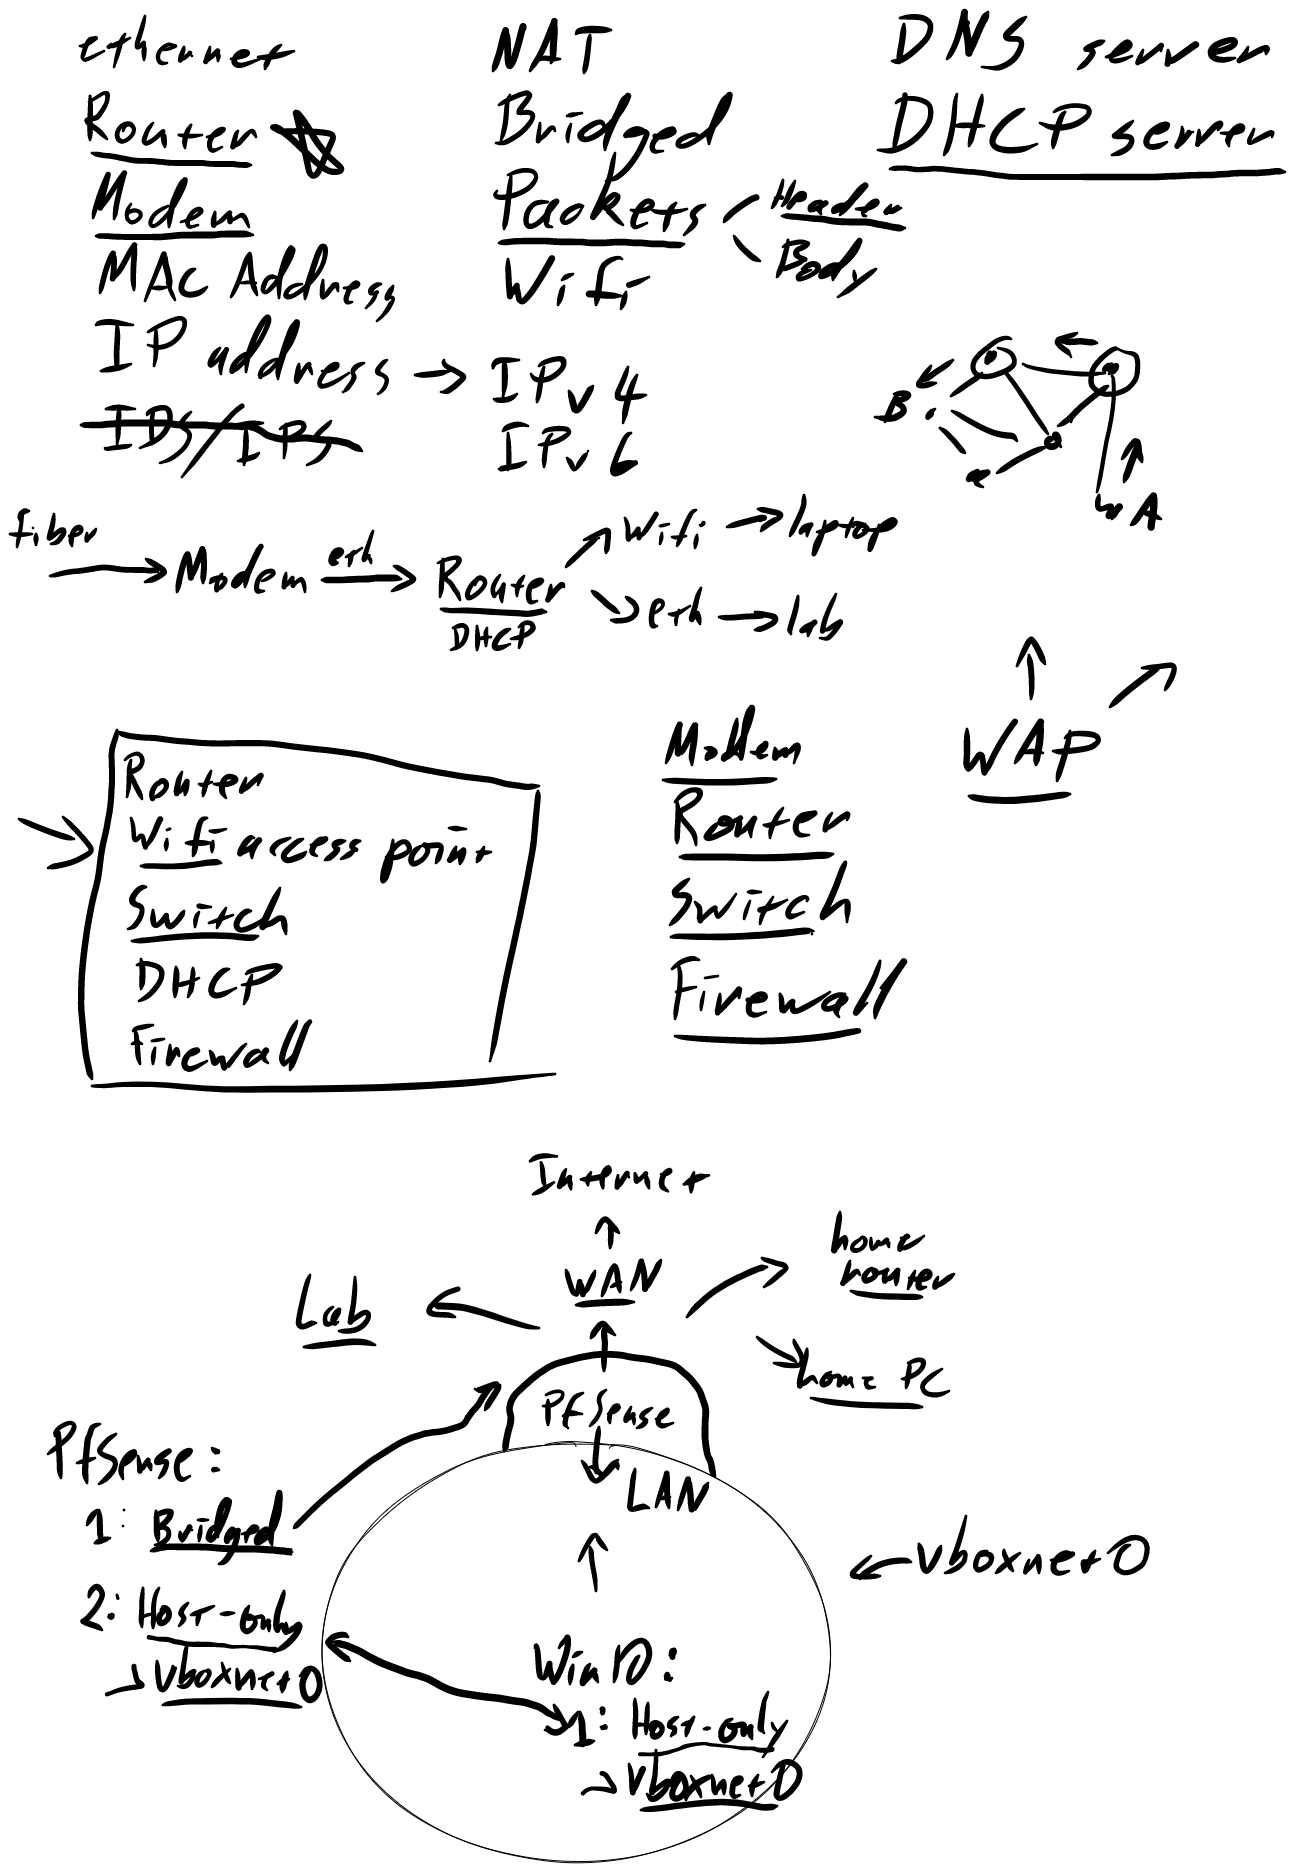 ethernet
Router
Modem
MAC Address
IP address
IDS/IPS
NAT
Bridged
Packets
Header
Body
Wifi
IPv4
IPv6
DNS server
DHCP server
B
A
fiber
Modem
eth
Router
DHCP
Wifi
laptop
eth
lab
WAP
Router
Wifi access point
Switch
DHCP
Firewall
Modem
Router
Switch
Firewall
Internet
WAN
Lab
home
router
home PC
PfSense
LAN
PfSense:
1: Bridged
2: Host-only
vboxnet0
vboxnet0
Win10:
1: Host-only
vboxnet0